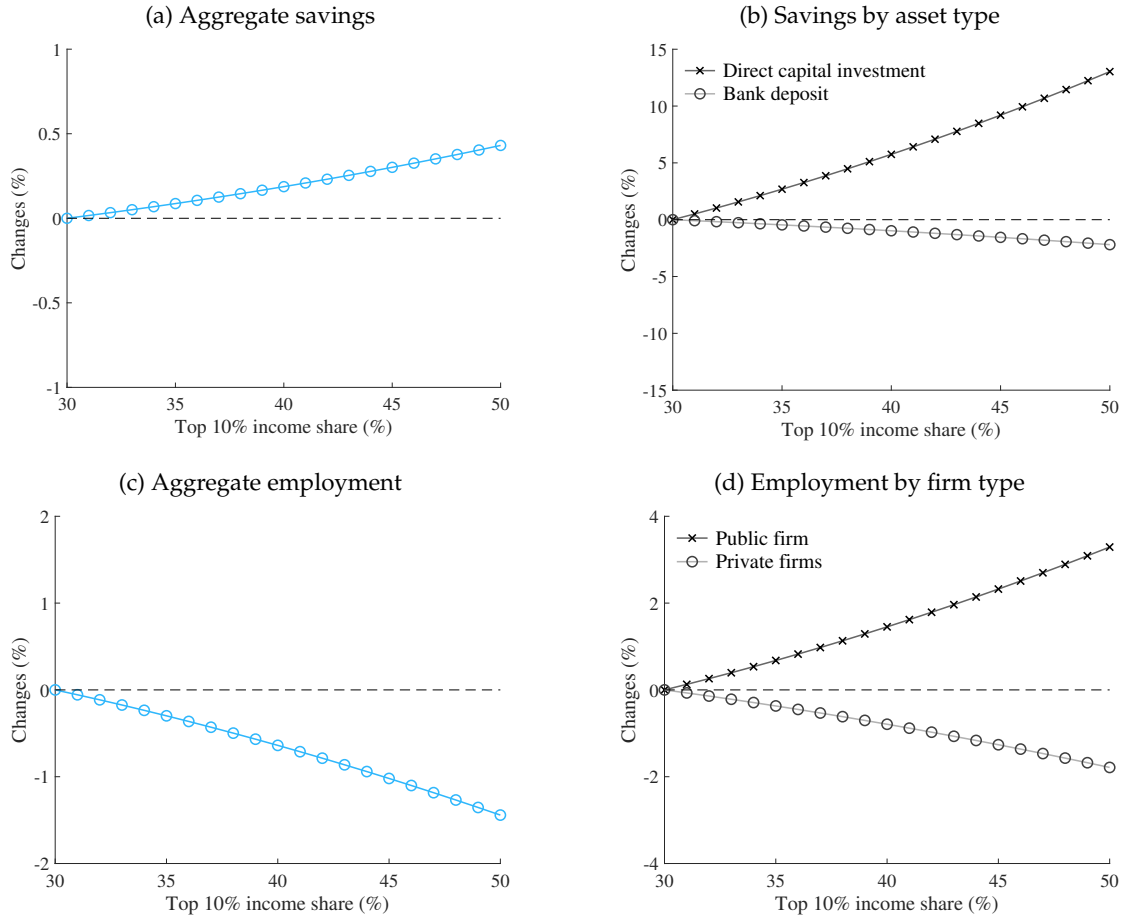 (a) Aggregate savings
1
0.5
0
-0.5
-1
Changes (%)
30 35 40 45 50
Top 10% income share (%)
(b) Savings by asset type
Direct capital investment
Bank deposit
15
10
5
0
-5
-10
-15
Changes (%)
30 35 40 45 50
Top 10% income share (%)
(c) Aggregate employment
2
1
0
-1
-2
Changes (%)
30 35 40 45 50
Top 10% income share (%)
(d) Employment by firm type
Public firm
Private firms
4
2
0
-2
-4
Changes (%)
30 35 40 45 50
Top 10% income share (%)